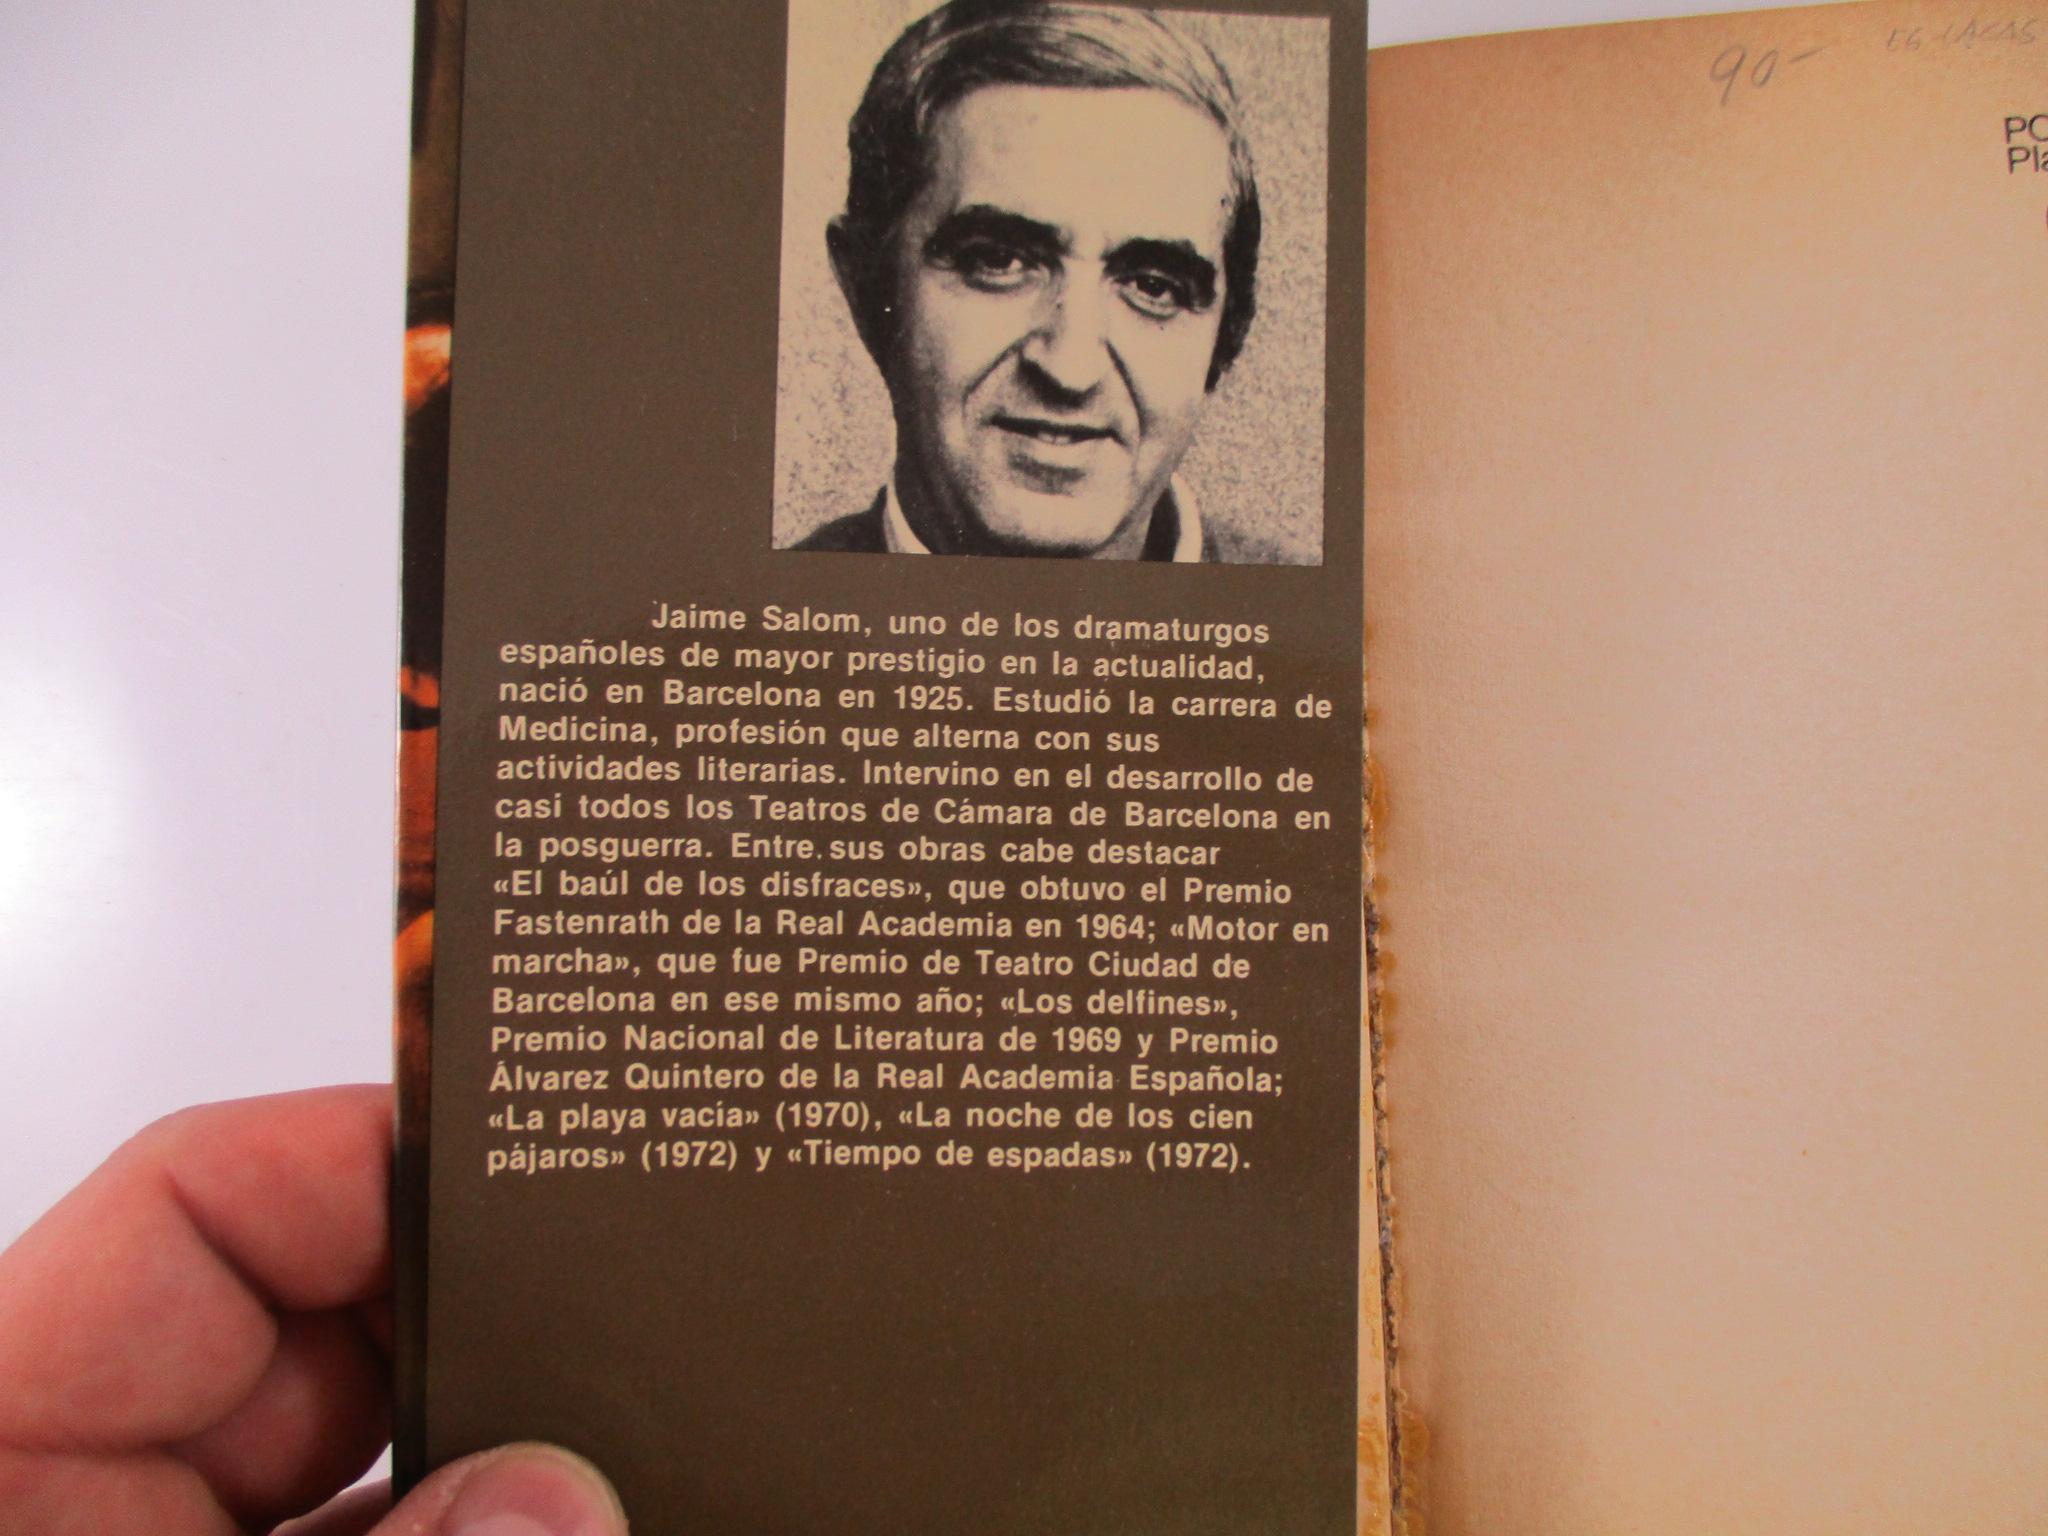 90-
PO
Pla
Jaime Salom, uno de los dramaturgos
españoles de mayor prestigio en la actualidad,
nació en Barcelona en 1925. Estudió la carrera de
Medicina, profesión que alterna con sus
actividades literarias. Intervino en el desarrollo de
casi todos los Teatros de Cámara de Barcelona en
la posguerra. Entre sus obras cabe destacar
«El baúl de los disfraces», que obtuvo el Premio
Fastenrath de la Real Academia en 1964; «Motor en
marcha», que fue Premio de Teatro Ciudad de
Barcelona en ese mismo año; «Los delfines»,
Premio Nacional de Literatura de 1969 y Premio
Álvarez Quintero de la Real Academia Española;
«La playa vacía» (1970), «La noche de los cien
pájaros» (1972) y «Tiempo de espadas» (1972).